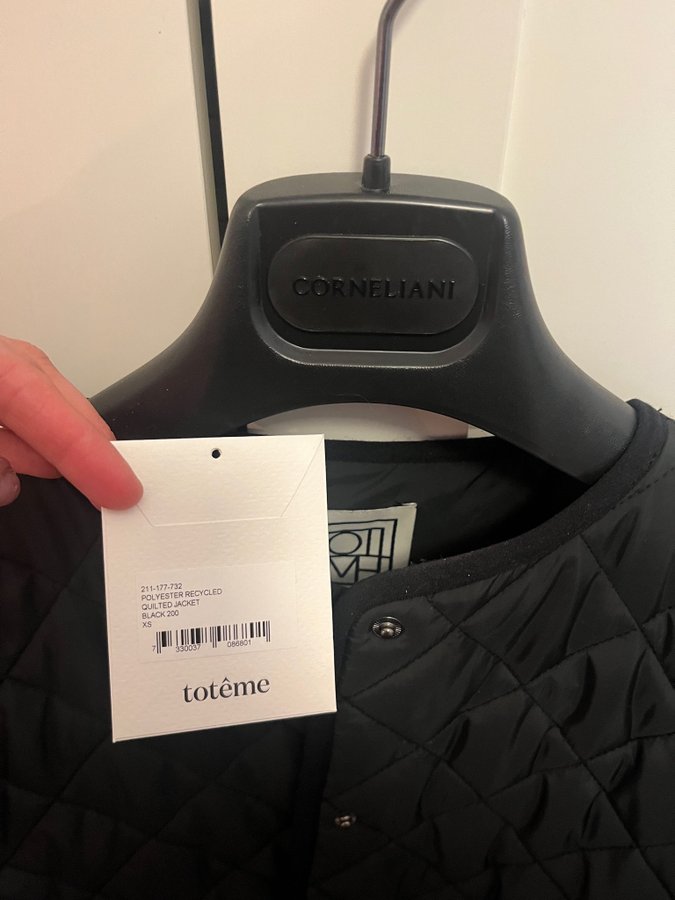 CORNELIANI
211-177-732
POLYESTER RECYCLED
QUILTED JACKET
BLACK 200
XS
7 330037 086801
totême